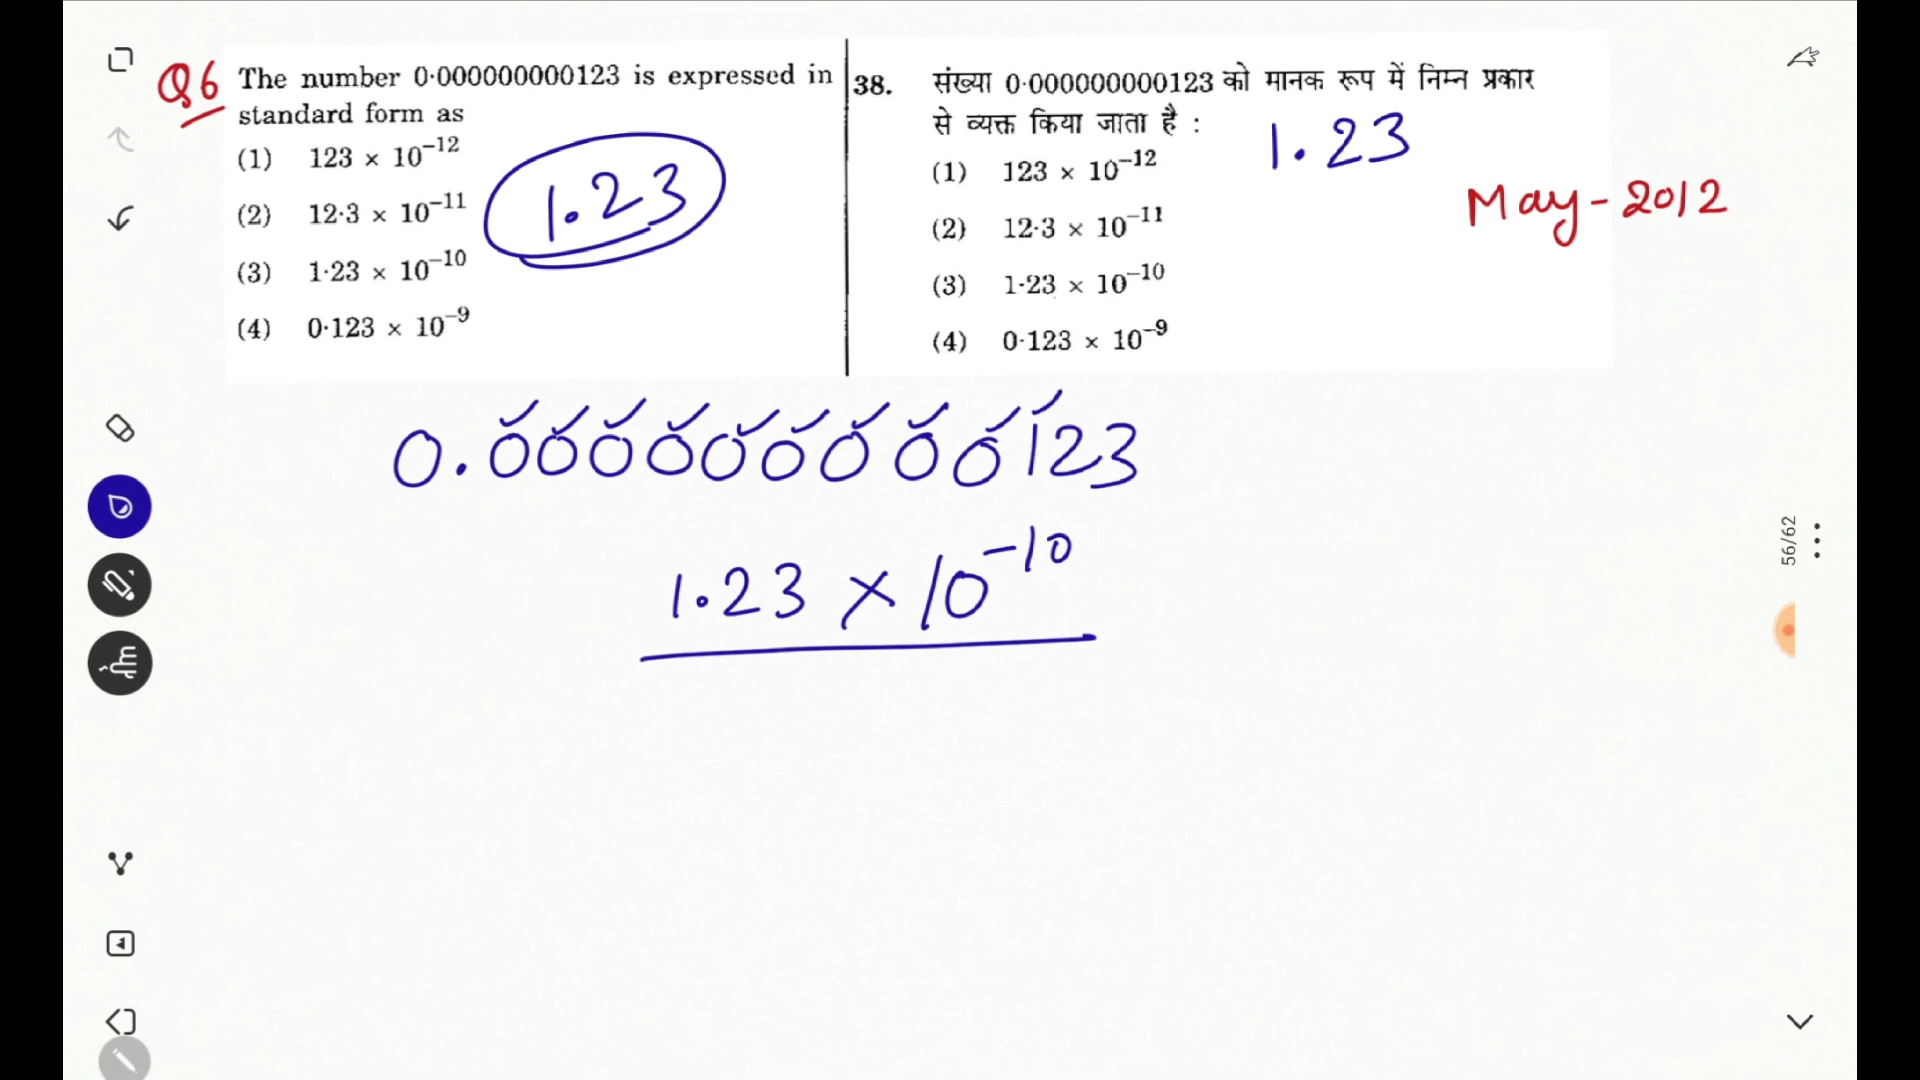 Q6 The number 0·000000000123 is expressed in
standard form as
(1) 123 × 10⁻¹²
(2) 12·3 × 10⁻¹¹
(3) 1·23 × 10⁻¹⁰
(4) 0·123 × 10⁻⁹
1.23
38. संख्या 0·000000000123 को मानक रूप में निम्न प्रकार
से व्यक्त किया जाता है :
(1) 123 × 10⁻¹²
(2) 12·3 × 10⁻¹¹
(3) 1·23 × 10⁻¹⁰
(4) 0·123 × 10⁻⁹
1.23
May-2012
0.000000000123
1.23 × 10⁻¹⁰
56/62